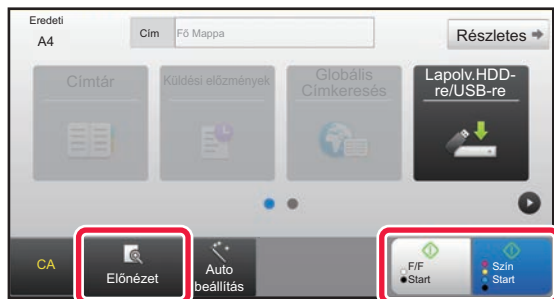 Eredeti
A4
Cím
Fő Mappa
Részletes
Címtár
Küldési előzmények
Globális
Címkeresés
Lapolv.HDD-
re/USB-re
CA
Előnézet
Auto
beállítás
F/F
Start
Szín
Start